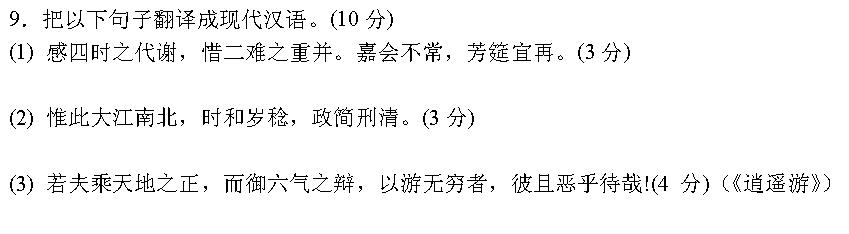 9．把以下句子翻译成现代汉语。(10 分)
(1) 感四时之代谢，惜二难之重并。嘉会不常，芳筵宜再。(3 分)
(2) 惟此大江南北，时和岁稔，政简刑清。(3 分)
(3) 若夫乘天地之正，而御六气之辩，以游无穷者，彼且恶乎待哉!(4 分)（《逍遥游》）